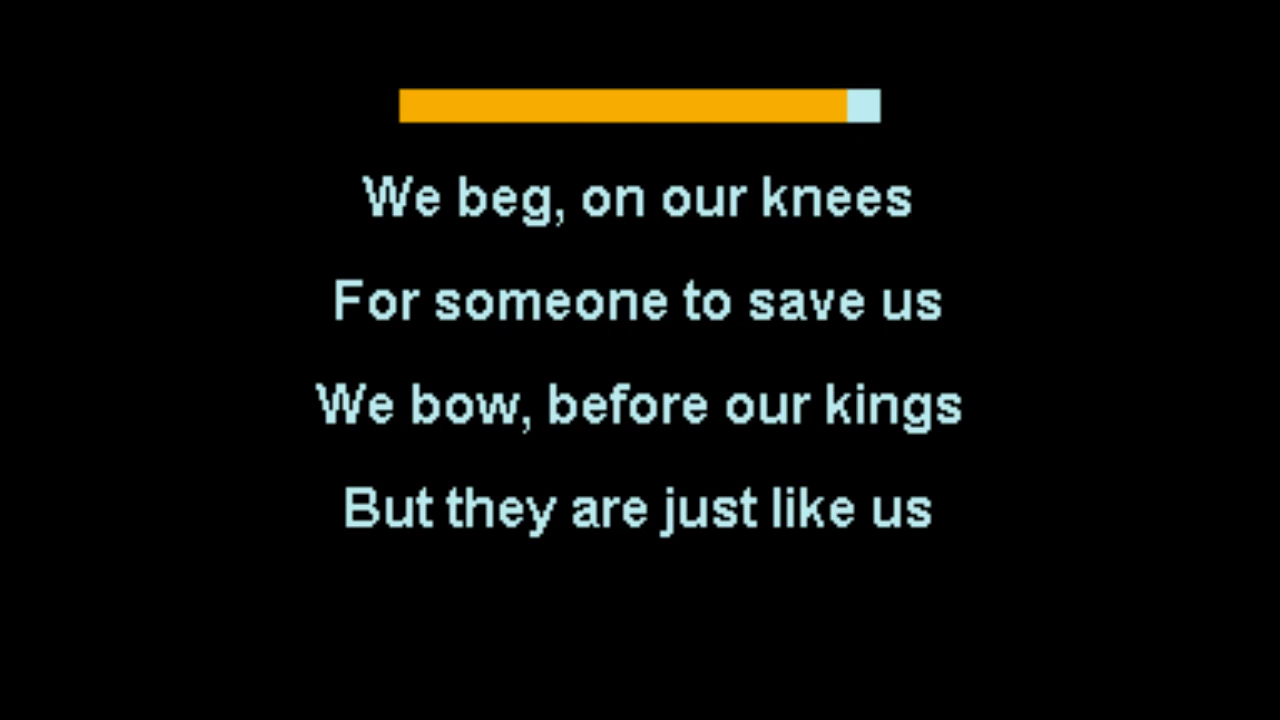 We beg, on our knees
For someone to save us
We bow, before our kings
But they are just like us